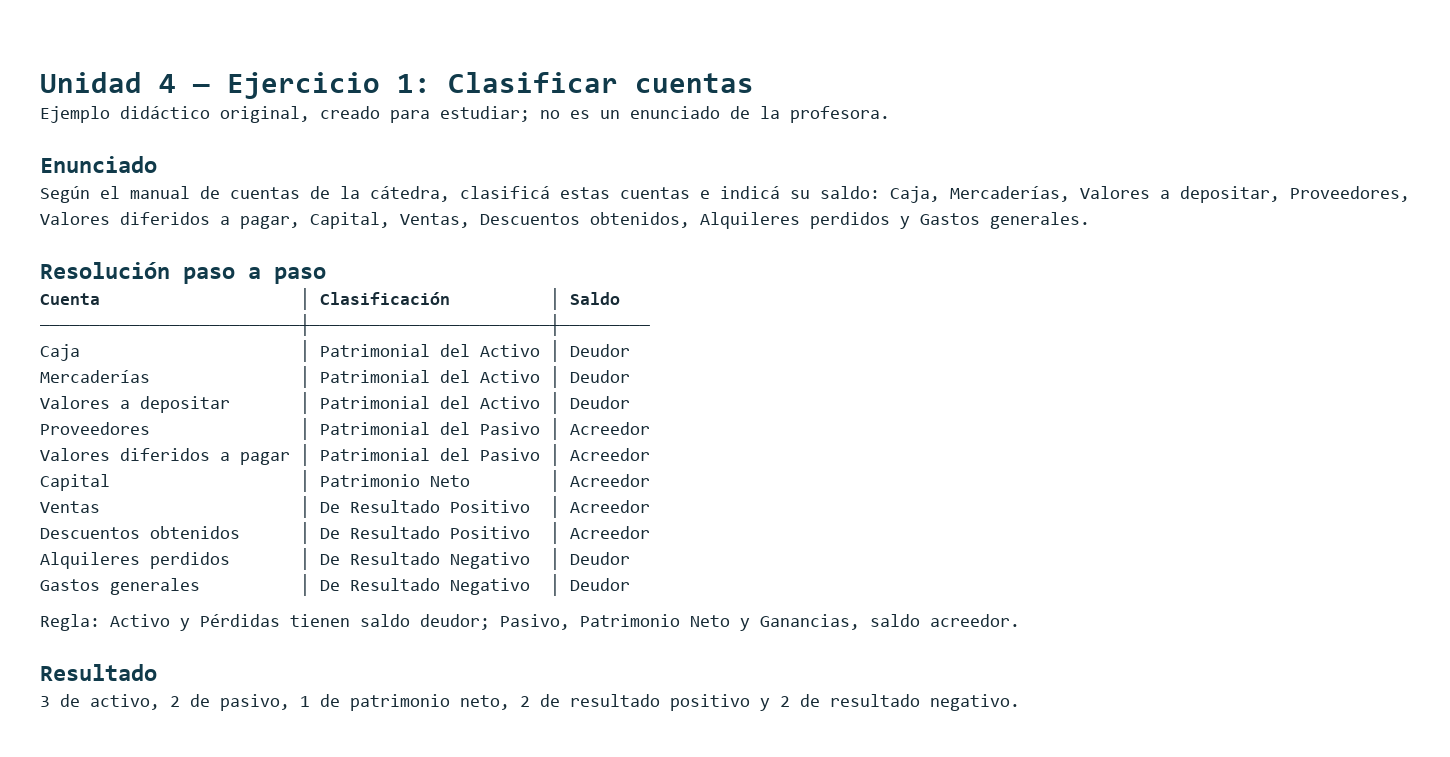 Unidad 4 — Ejercicio 1: Clasificar cuentas
Ejemplo didáctico original, creado para estudiar; no es un enunciado de la profesora.
Enunciado
Según el manual de cuentas de la cátedra, clasificá estas cuentas e indicá su saldo: Caja, Mercaderías, Valores a depositar, Proveedores,
Valores diferidos a pagar, Capital, Ventas, Descuentos obtenidos, Alquileres perdidos y Gastos generales.
Resolución paso a paso
Cuenta │ Clasificación │ Saldo
Caja │ Patrimonial del Activo │ Deudor
Mercaderías │ Patrimonial del Activo │ Deudor
Valores a depositar │ Patrimonial del Activo │ Deudor
Proveedores │ Patrimonial del Pasivo │ Acreedor
Valores diferidos a pagar │ Patrimonial del Pasivo │ Acreedor
Capital │ Patrimonio Neto │ Acreedor
Ventas │ De Resultado Positivo │ Acreedor
Descuentos obtenidos │ De Resultado Positivo │ Acreedor
Alquileres perdidos │ De Resultado Negativo │ Deudor
Gastos generales │ De Resultado Negativo │ Deudor
Regla: Activo y Pérdidas tienen saldo deudor; Pasivo, Patrimonio Neto y Ganancias, saldo acreedor.
Resultado
3 de activo, 2 de pasivo, 1 de patrimonio neto, 2 de resultado positivo y 2 de resultado negativo.